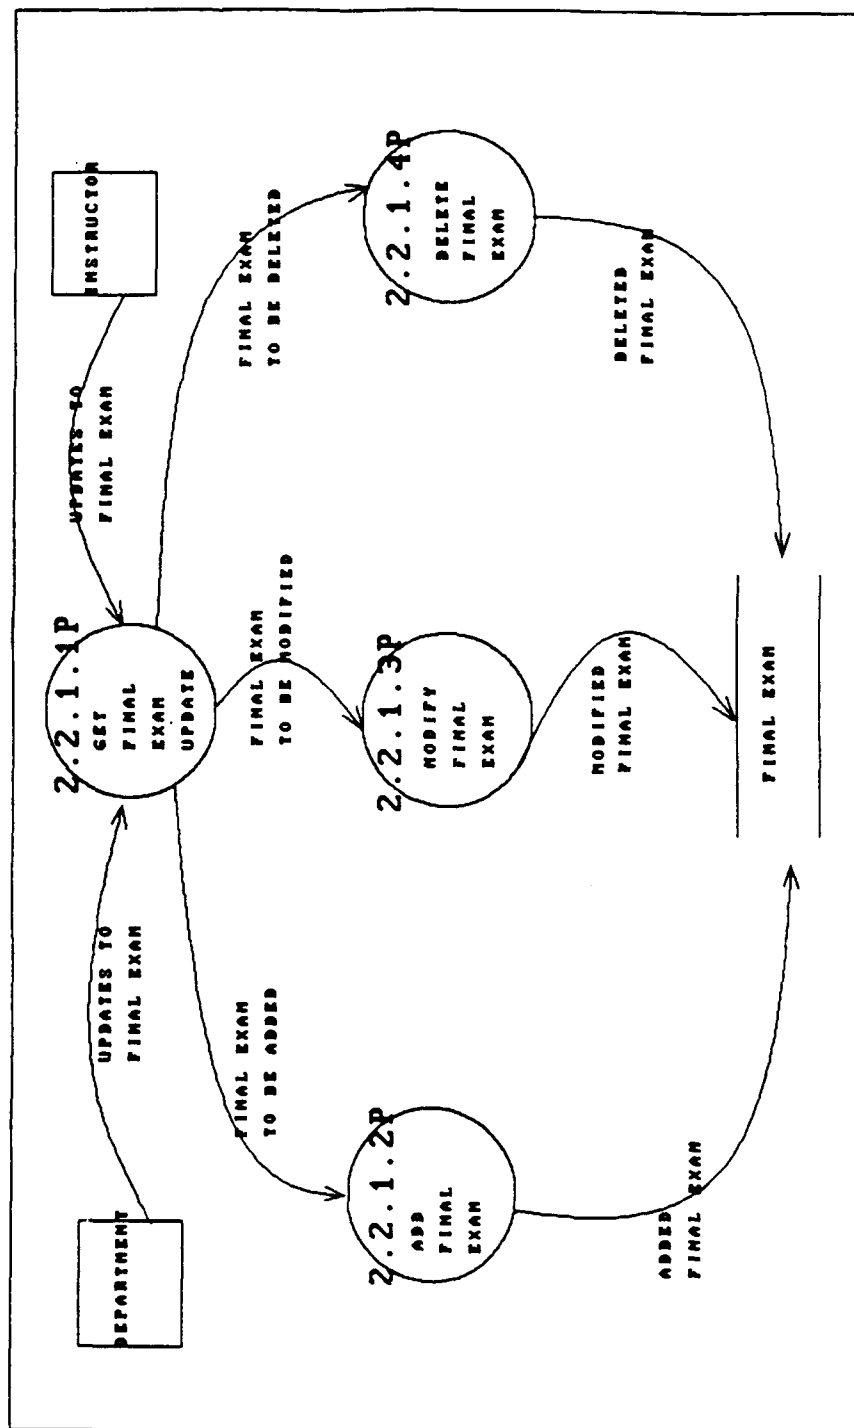 DEPARTMENT
UPDATES TO
FINAL EXAM
2.2.1.1P
GET
FINAL
EXAM
UPDATE
UPDATES TO
FINAL EXAM
INSTRUCTOR
FINAL EXAM
TO BE ADDED
FINAL EXAM
TO BE MODIFIED
FINAL EXAM
TO BE DELETED
2.2.1.2P
ADD
FINAL
EXAM
2.2.1.3P
MODIFY
FINAL
EXAM
2.2.1.4P
DELETE
FINAL
EXAM
ADDED
FINAL EXAM
MODIFIED
FINAL EXAM
DELETED
FINAL EXAM
FINAL EXAM